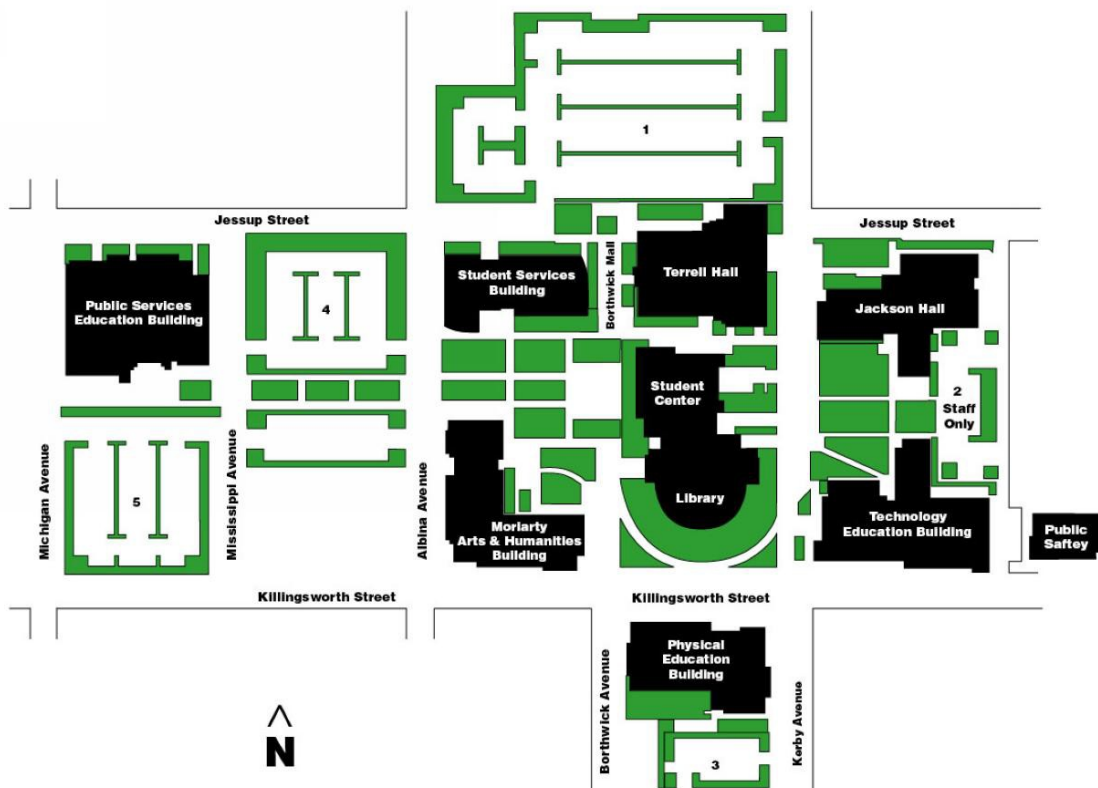 1
Jessup Street
Jessup Street
Public Services
Education Building
4
Student Services
Building
Borthwick Mall
Terrell Hall
Jackson Hall
Student
Center
2
Staff
Only
Michigan Avenue
5
Mississippi Avenue
Albina Avenue
Moriarty
Arts & Humanities
Building
Library
Technology
Education Building
Public
Saftey
Killingsworth Street
Killingsworth Street
Physical
Education
Building
Borthwick Avenue
Kerby Avenue
3
N